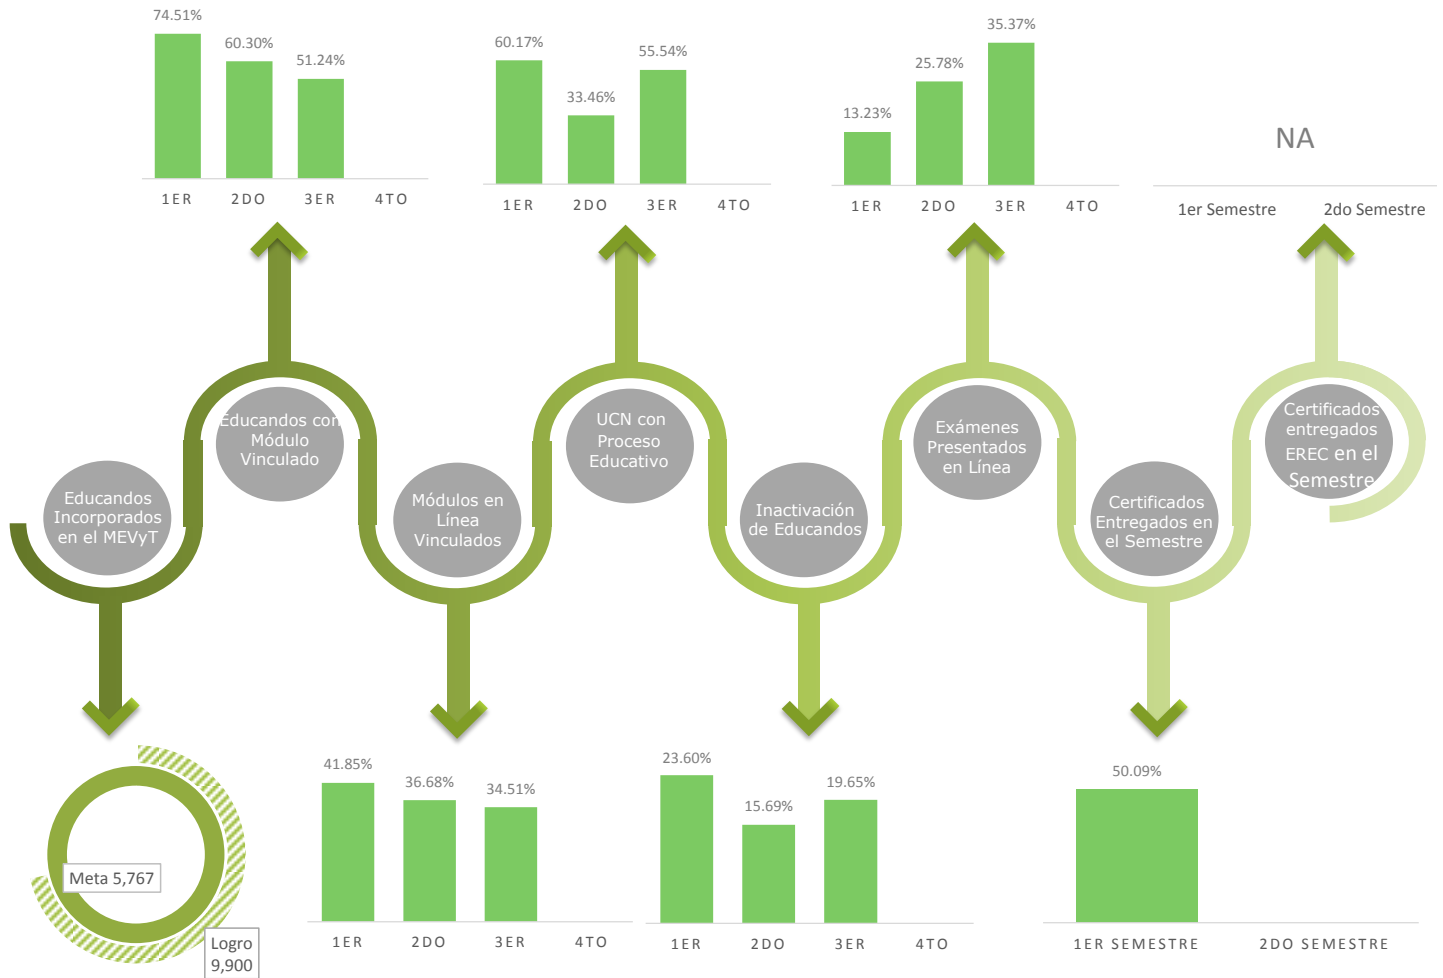 74.51%
60.30%
51.24%
1ER 2DO 3ER 4TO
60.17%
33.46%
55.54%
1ER 2DO 3ER 4TO
13.23%
25.78%
35.37%
1ER 2DO 3ER 4TO
NA
1er Semestre 2do Semestre
Educandos
Incorporados
en el MEVyT
Educandos con
Módulo
Vinculado
Módulos en
Línea
Vinculados
UCN con
Proceso
Educativo
Inactivación
de Educandos
Exámenes
Presentados
en Línea
Certificados
Entregados en
el Semestre
Certificados
entregados
EREC en el
Semestre
Meta 5,767
Logro
9,900
41.85%
36.68%
34.51%
1ER 2DO 3ER 4TO
23.60%
15.69%
19.65%
1ER 2DO 3ER 4TO
50.09%
1ER SEMESTRE 2DO SEMESTRE